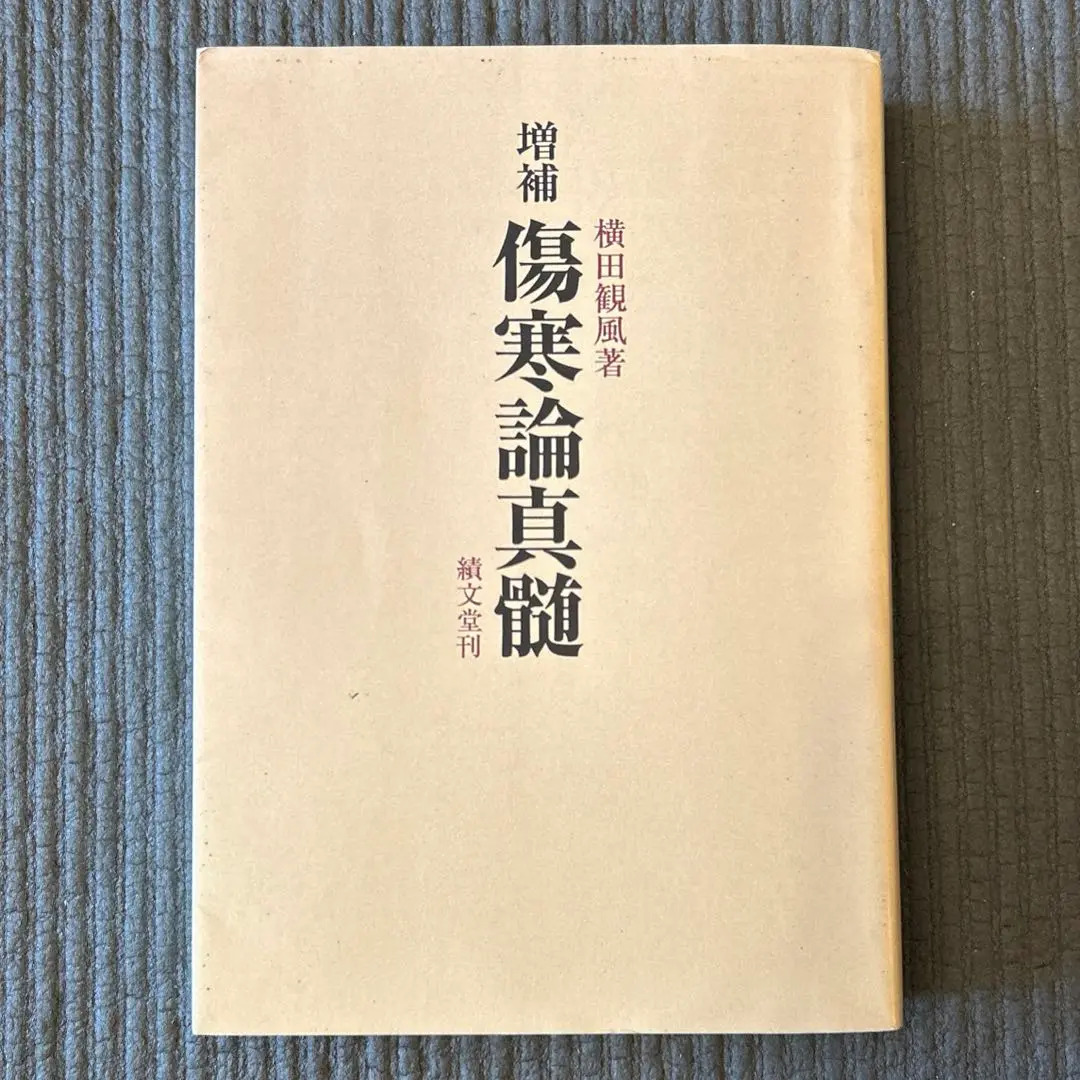 横田観風著
増補
傷寒論真髄
績文堂刊